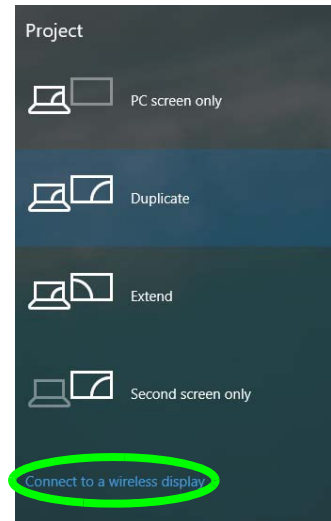 Project
PC screen only
Duplicate
Extend
Second screen only
Connect to a wireless display